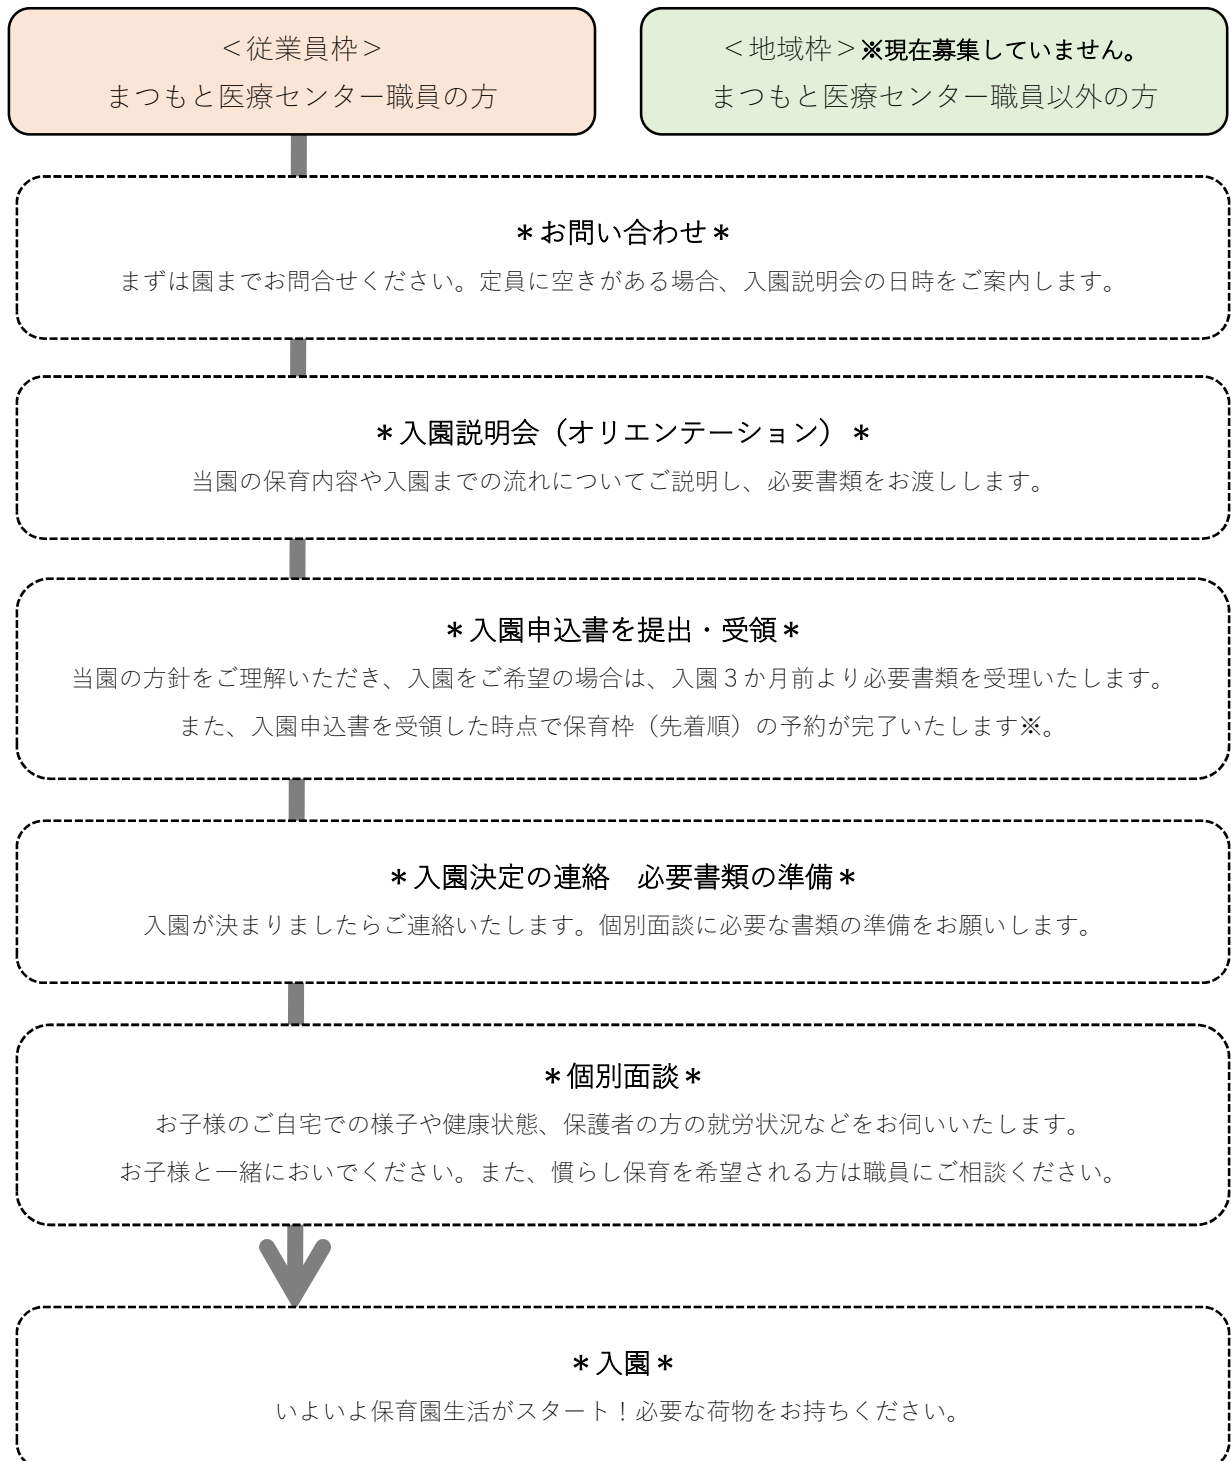 ＜従業員枠＞
まつもと医療センター職員の方
＜地域枠＞※現在募集していません。
まつもと医療センター職員以外の方
＊お問い合わせ＊
まずは園までお問合せください。定員に空きがある場合、入園説明会の日時をご案内します。
＊入園説明会（オリエンテーション）＊
当園の保育内容や入園までの流れについてご説明し、必要書類をお渡しします。
＊入園申込書を提出・受領＊
当園の方針をご理解いただき、入園をご希望の場合は、入園３か月前より必要書類を受理いたします。
また、入園申込書を受領した時点で保育枠（先着順）の予約が完了いたします※。
＊入園決定の連絡　必要書類の準備＊
入園が決まりましたらご連絡いたします。個別面談に必要な書類の準備をお願いします。
＊個別面談＊
お子様のご自宅での様子や健康状態、保護者の方の就労状況などをお伺いいたします。
お子様と一緒においでください。また、慣らし保育を希望される方は職員にご相談ください。
＊入園＊
いよいよ保育園生活がスタート！必要な荷物をお持ちください。